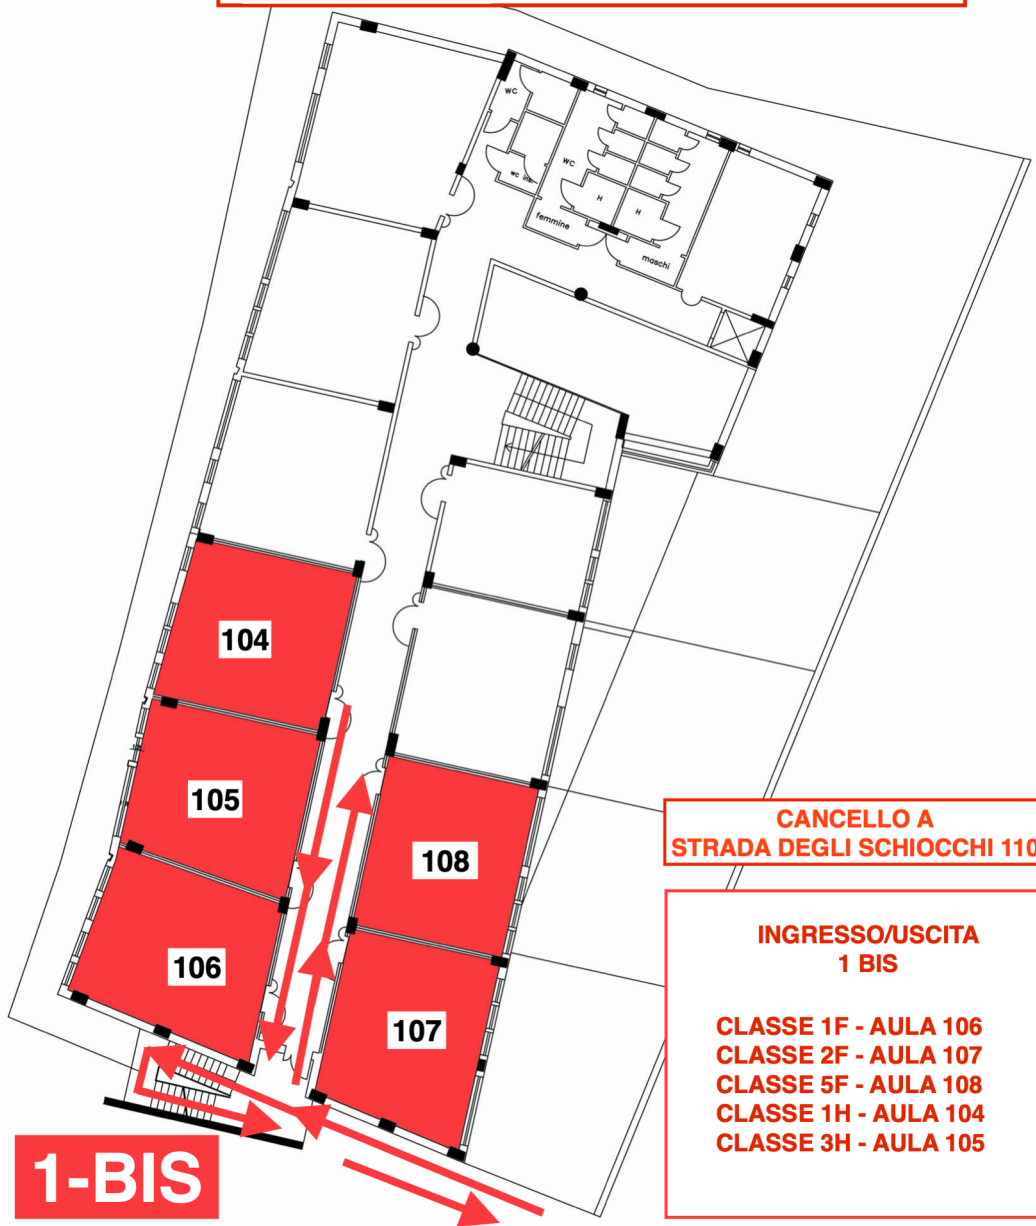 WC
WC
wc ins.
H
H
femmine
maschi
104
105
108
106
107
CANCELLO A
STRADA DEGLI SCHIOCCHI 110
INGRESSO/USCITA
1 BIS
CLASSE 1F - AULA 106
CLASSE 2F - AULA 107
CLASSE 5F - AULA 108
CLASSE 1H - AULA 104
CLASSE 3H - AULA 105
1-BIS